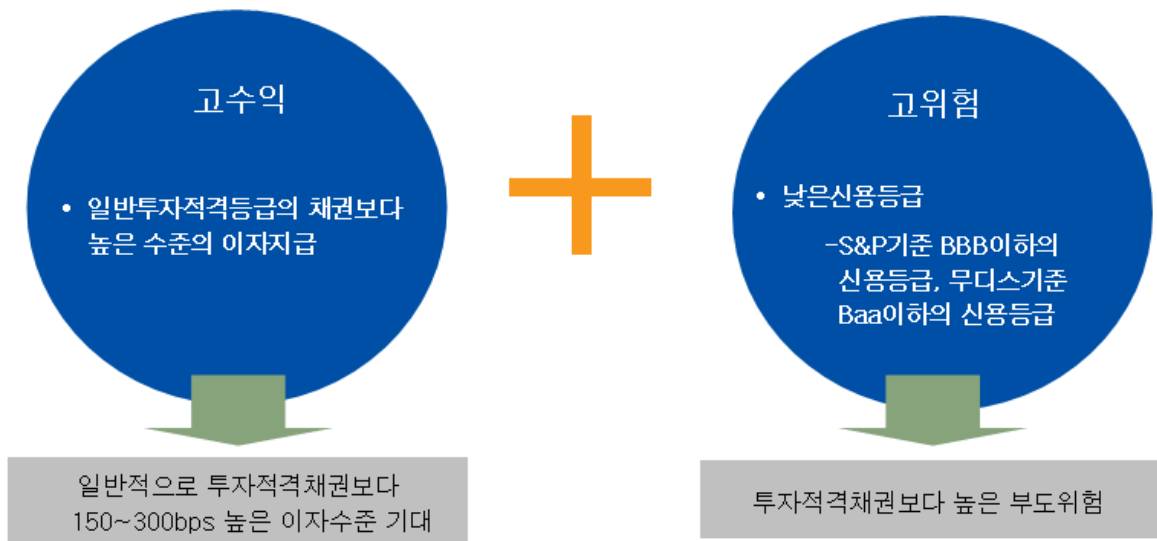 고수익
• 일반투자적격등급의 채권보다
높은 수준의 이자지급
일반적으로 투자적격채권보다
150~300bps 높은 이자수준 기대
고위험
• 낮은신용등급
-S&P기준 BBB이하의
신용등급, 무디스기준
Baa이하의 신용등급
투자적격채권보다 높은 부도위험